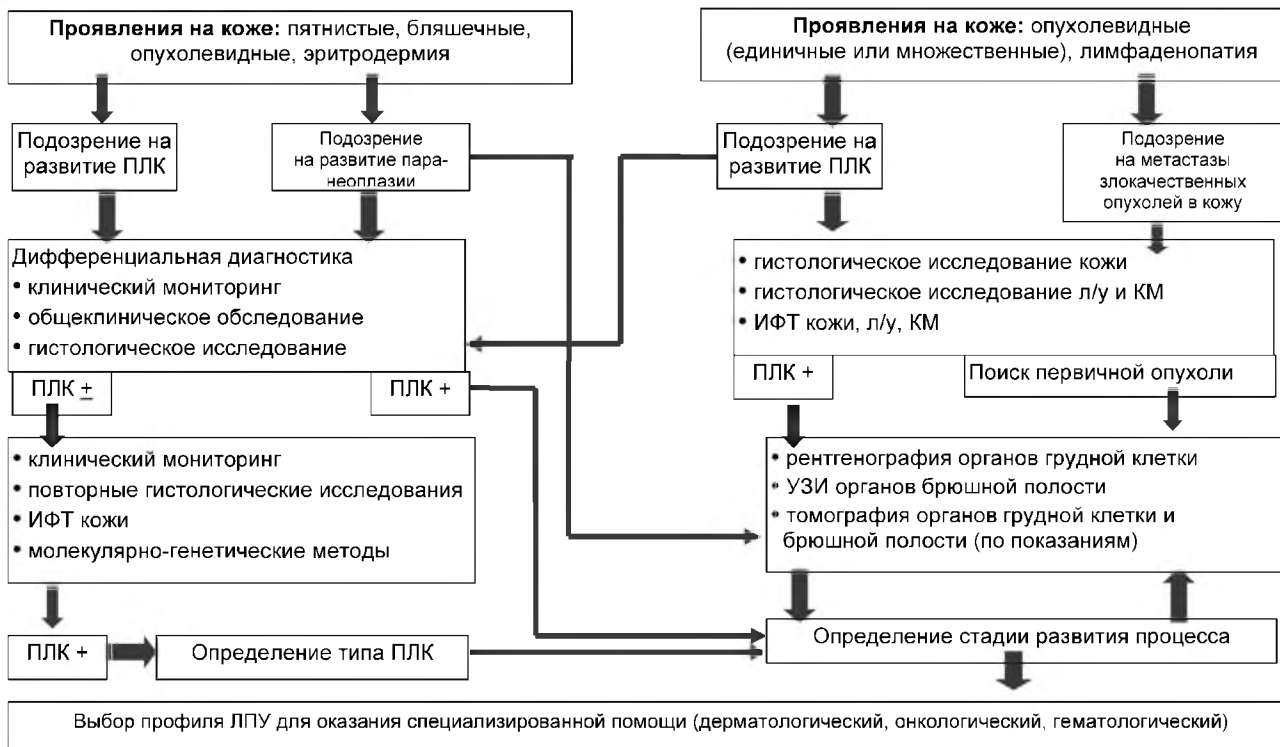 Проявления на коже: пятнистые, бляшечные,
опухолевидные, эритродермия
Проявления на коже: опухолевидные
(единичные или множественные), лимфаденопатия
Подозрение на
развитие ПЛК
Подозрение
на развитие пара-
неоплазии
Подозрение на
развитие ПЛК
Подозрение
на метастазы
злокачественных
опухолей в кожу
Дифференциальная диагностика
• клинический мониторинг
• общеклиническое обследование
• гистологическое исследование
• гистологическое исследование кожи
• гистологическое исследование л/у и КМ
• ИФТ кожи, л/у, КМ
ПЛК ±
ПЛК +
ПЛК +
Поиск первичной опухоли
• клинический мониторинг
• повторные гистологические исследования
• ИФТ кожи
• молекулярно-генетические методы
• рентгенография органов грудной клетки
• УЗИ органов брюшной полости
• томография органов грудной клетки и
брюшной полости (по показаниям)
ПЛК +
Определение типа ПЛК
Определение стадии развития процесса
Выбор профиля ЛПУ для оказания специализированной помощи (дерматологический, онкологический, гематологический)